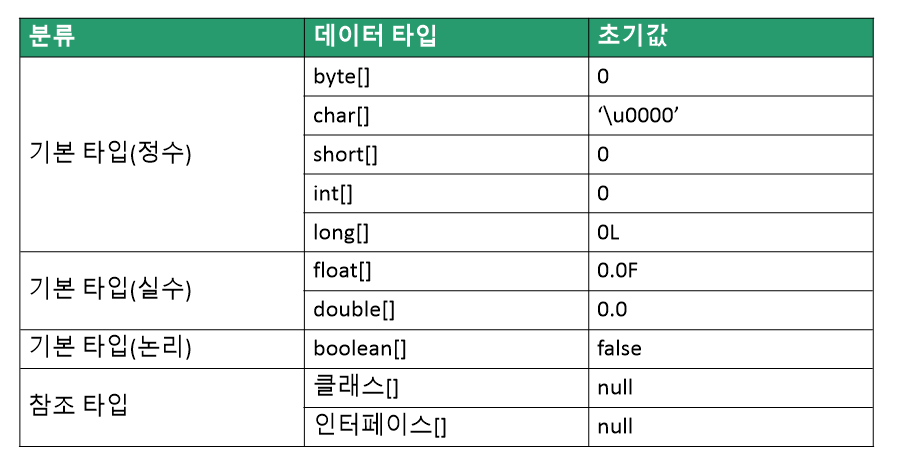 분류 데이터 타입 초기값
기본 타입(정수) byte[] 0
char[] ‘\u0000’
short[] 0
int[] 0
long[] 0L
기본 타입(실수) float[] 0.0F
double[] 0.0
기본 타입(논리) boolean[] false
참조 타입 클래스[] null
인터페이스[] null